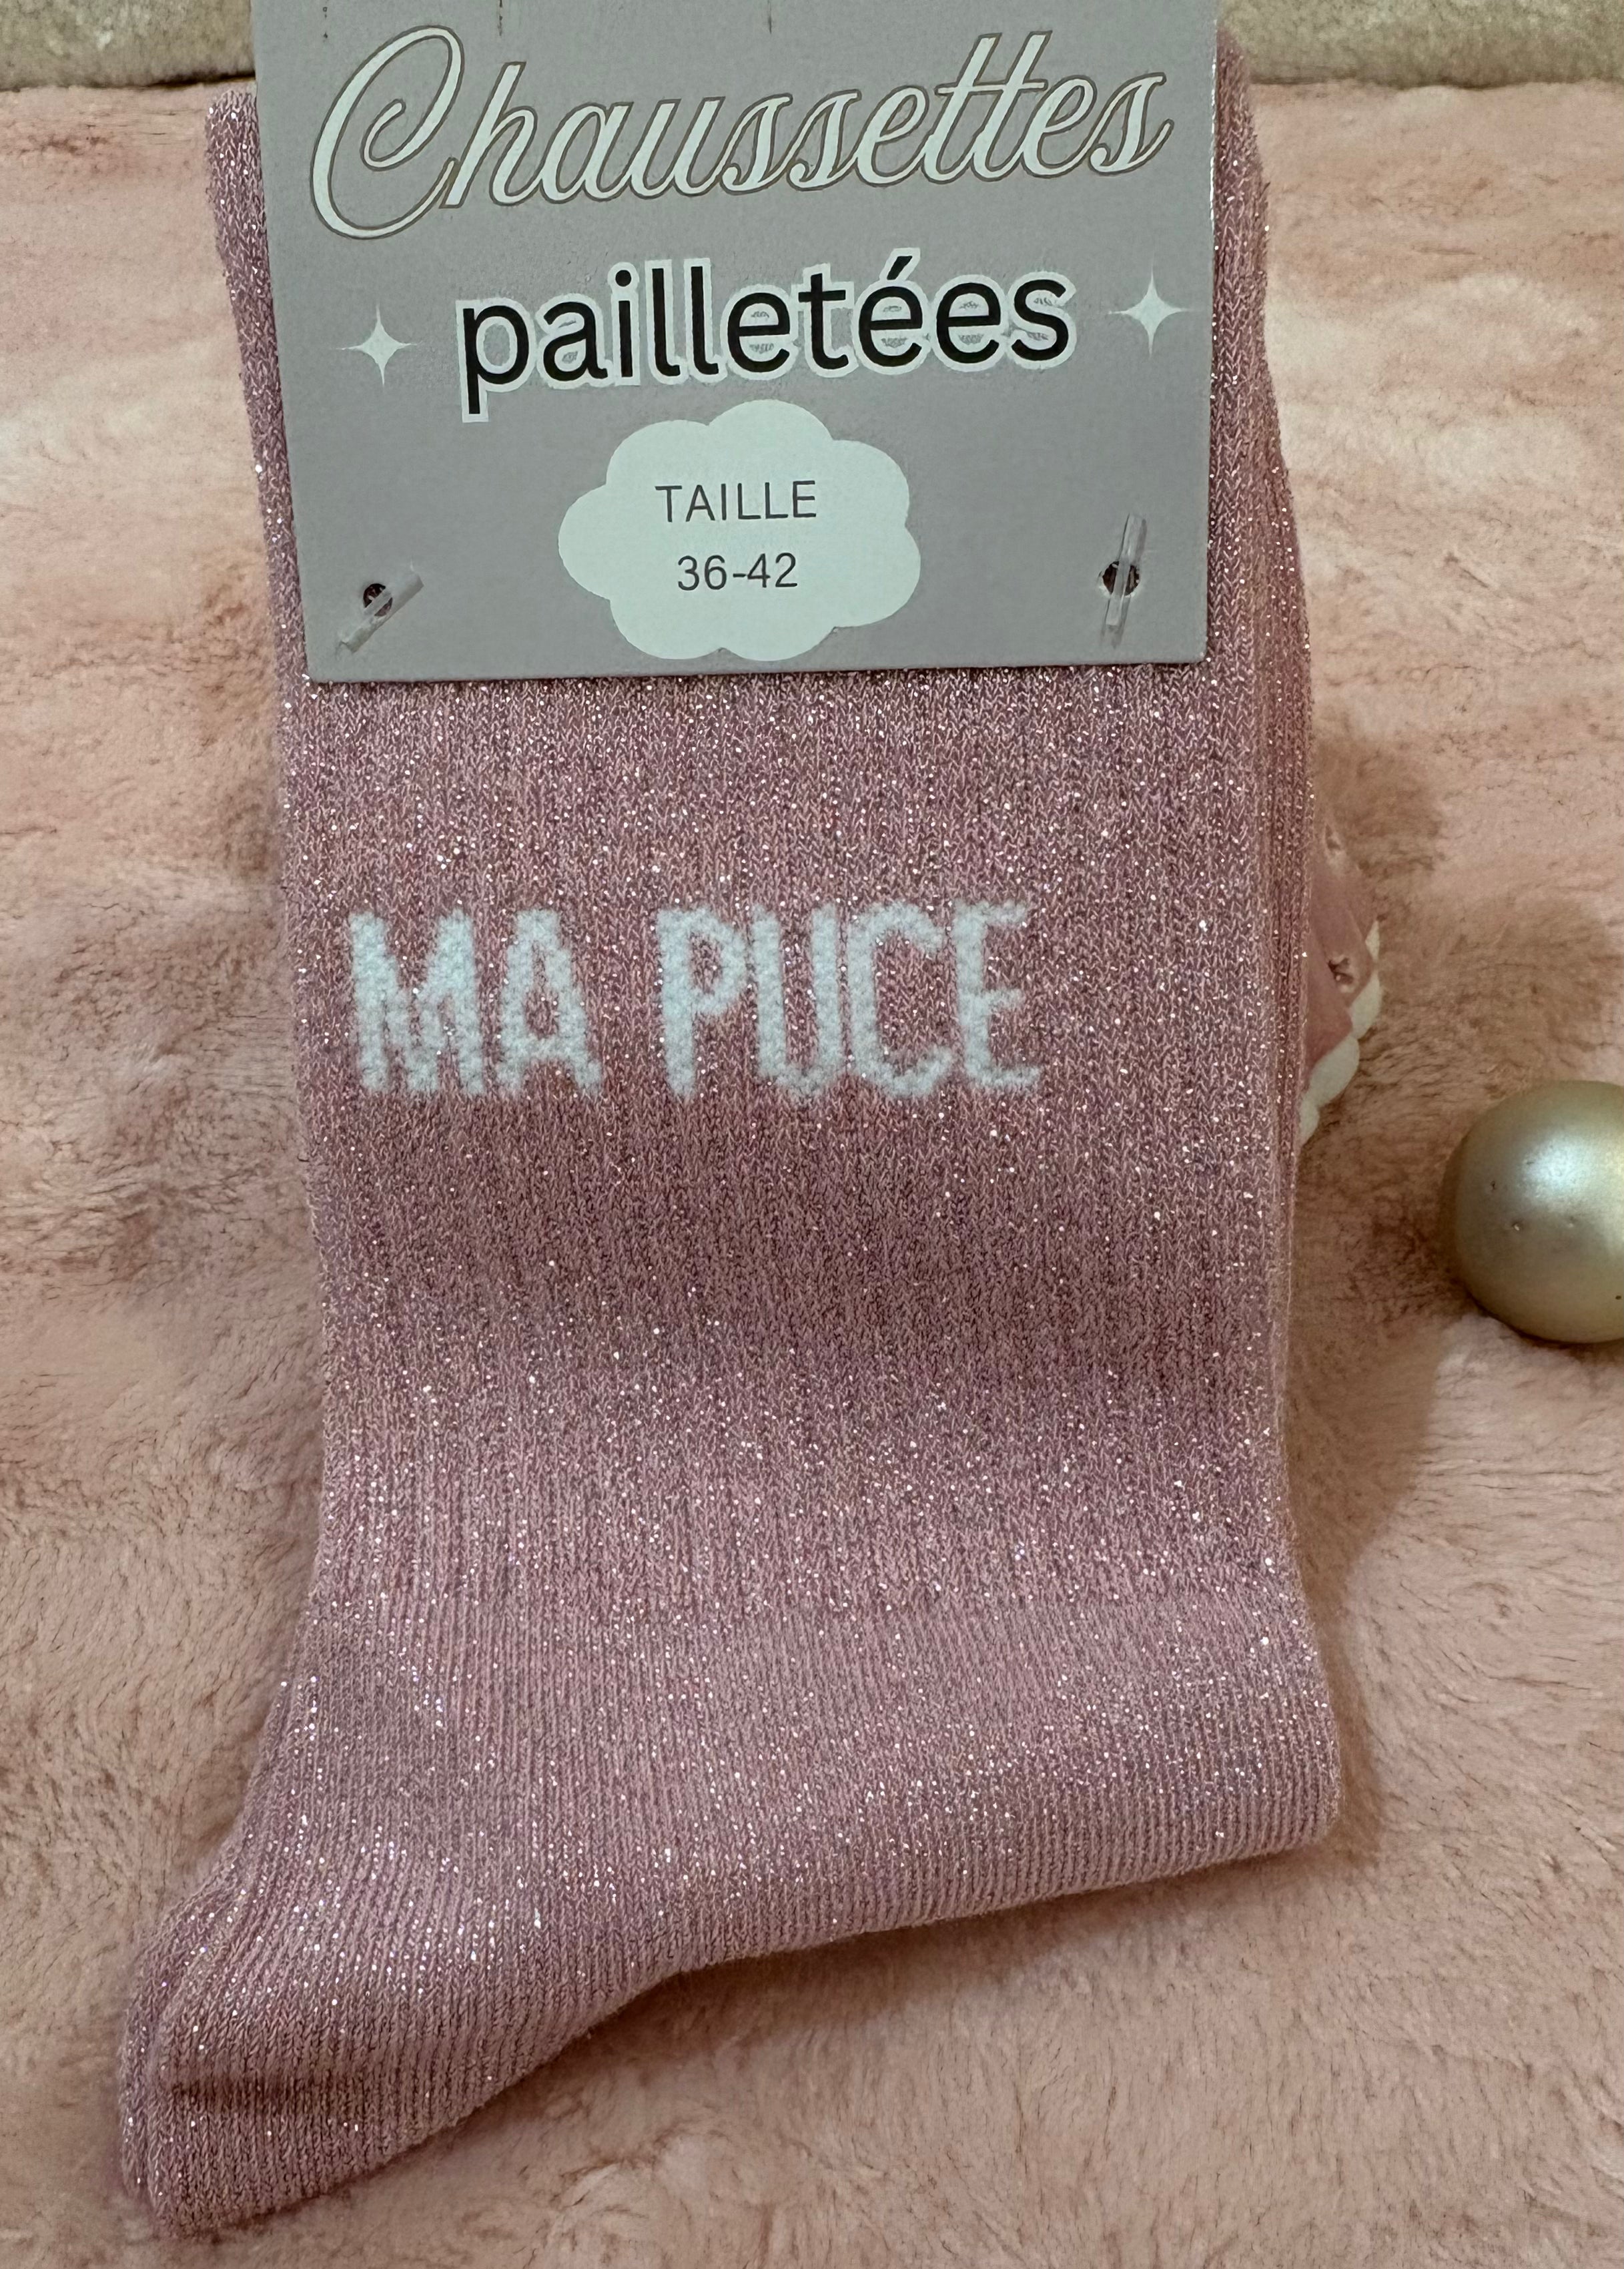 Chaussettes
pailletées
TAILLE
36-42
MA PUCE